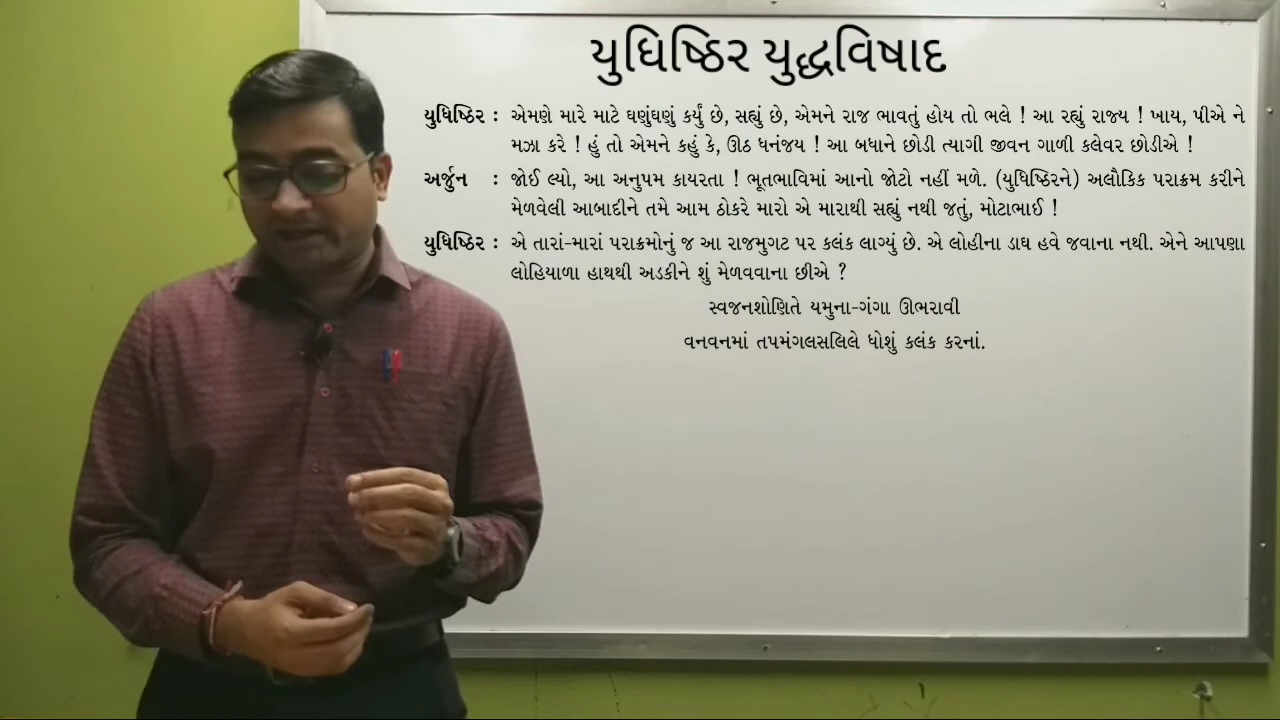 યુધિષ્ઠિર યુદ્ધવિષાદ
યુધિષ્ઠિર : એમણે મારે માટે ઘણુંઘણું કર્યું છે, સહ્યું છે, એમને રાજ ભાવતું હોય તો ભલે ! આ રહ્યું રાજ્ય ! ખાય, પીએ ને
મઝા કરે ! હું તો એમને કહું કે, ઊઠ ધનંજય ! આ બધાને છોડી ત્યાગી જીવન ગાળી કલેવર છોડીએ !
અર્જુન : જોઈ લ્યો, આ અનુપમ કાયરતા ! ભૂતભાવિમાં આનો જોટો નહીં મળે. (યુધિષ્ઠિરને) અલૌકિક પરાક્રમ કરીને
મેળવેલી આબાદીને તમે આમ ઠોકરે મારો એ મારાથી સહ્યું નથી જતું, મોટાભાઈ !
યુધિષ્ઠિર : એ તારાં-મારાં પરાક્રમોનું જ આ રાજમુગટ પર કલંક લાગ્યું છે. એ લોહીના ડાઘ હવે જવાના નથી. એને આપણા
લોહિયાળા હાથથી અડકીને શું મેળવવાના છીએ ?
સ્વજનશોણિતે યમુના-ગંગા ઊભરાવી
વનવનમાં તપમંગલસલિલે ધોશું કલંક કરનાં.